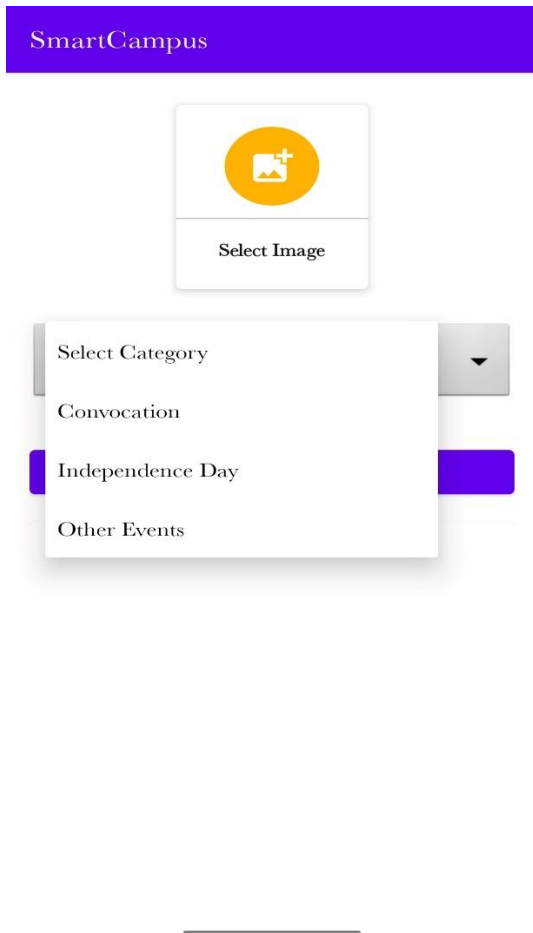 SmartCampus
Select Image
Select Category
Convocation
Independence Day
Other Events